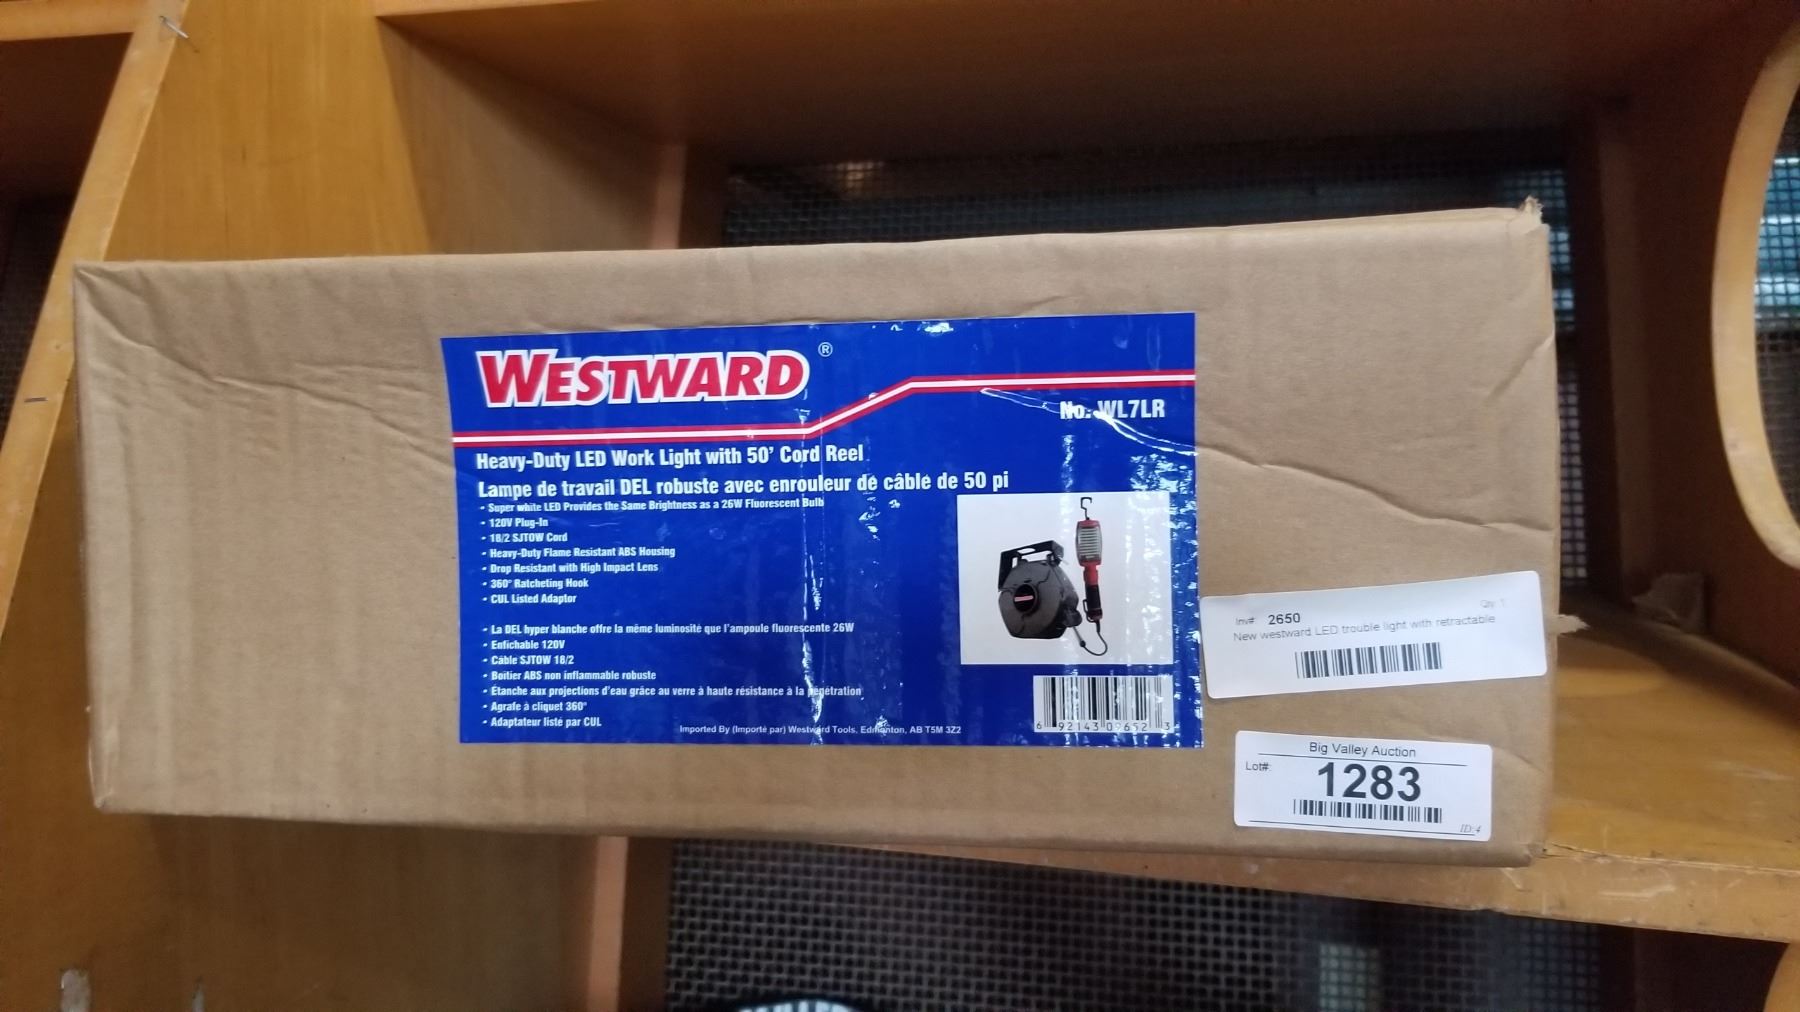 WESTWARD ®
No. WL7LR
Heavy-Duty LED Work Light with 50' Cord Reel
Lampe de travail DEL robuste avec enrouleur de câble de 50 pi
• Super white LED Provides the Same Brightness as a 26W Fluorescent Bulb
• 120V Plug-In
• 18/2 SJTOW Cord
• Heavy-Duty Flame Resistant ABS Housing
• Drop Resistant with High Impact Lens
• 360° Ratcheting Hook
• CUL Listed Adaptor
• La DEL hyper blanche offre la même luminosité que l'ampoule fluorescente 26W
• Enfichable 120V
• Câble SJTOW 18/2
• Boitier ABS non inflammable robuste
• Étanche aux projections d'eau grâce au verre à haute résistance à la pénétration
• Agrafe à cliquet 360°
• Adaptateur listé par CUL
Imported By (Importé par) Westward Tools, Edmonton, AB T5M 3Z2
6 92143 09652 3
Inv#: 2650 Qty: 1
New westward LED trouble light with retractable
Big Valley Auction
Lot#: 1283
ID:4